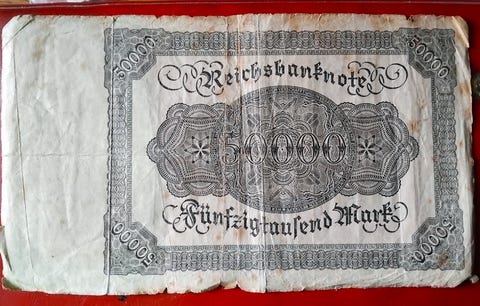 50000 50000
Reichsbanknote
50000
Fünfzigtausend Mark
50000 50000